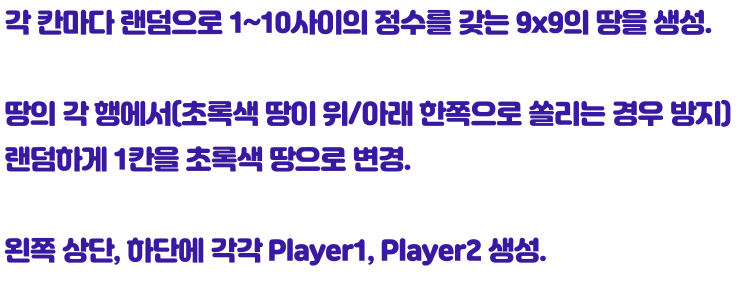 각 칸마다 랜덤으로 1~10사이의 정수를 갖는 9x9의 땅을 생성.
땅의 각 행에서(초록색 땅이 위/아래 한쪽으로 쏠리는 경우 방지)
랜덤하게 1칸을 초록색 땅으로 변경.
왼쪽 상단, 하단에 각각 Player1, Player2 생성.